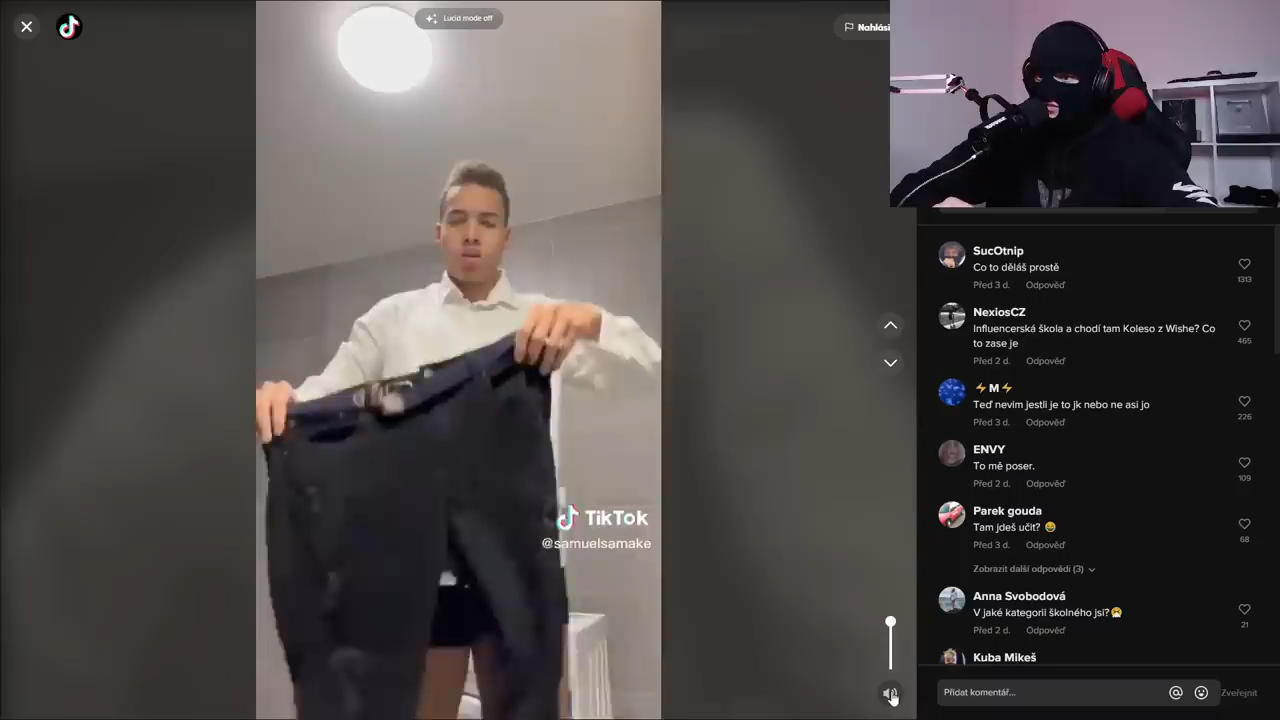 Lucid mode off
Nahlási
SucOtnip
Co to děláš prostě
Před 3 d. Odpověď
1313
NexiosCZ
Influencerská škola a chodí tam Koleso z Wishe? Co
to zase je
Před 2 d. Odpověď
465
⚡M⚡
Teď nevim jestli je to jk nebo ne asi jo
Před 3 d. Odpověď
226
ENVY
To mě poser.
Před 2 d. Odpověď
109
Parek gouda
Tam jdeš učit? 😂
Před 3 d. Odpověď
68
Zobrazit další odpovědi (3)
TikTok
@samuelsamake
Anna Svobodová
V jaké kategorii školného jsi?😤
Před 2 d. Odpověď
21
Kuba Mikeš
Přidat komentář...
Zveřejnit